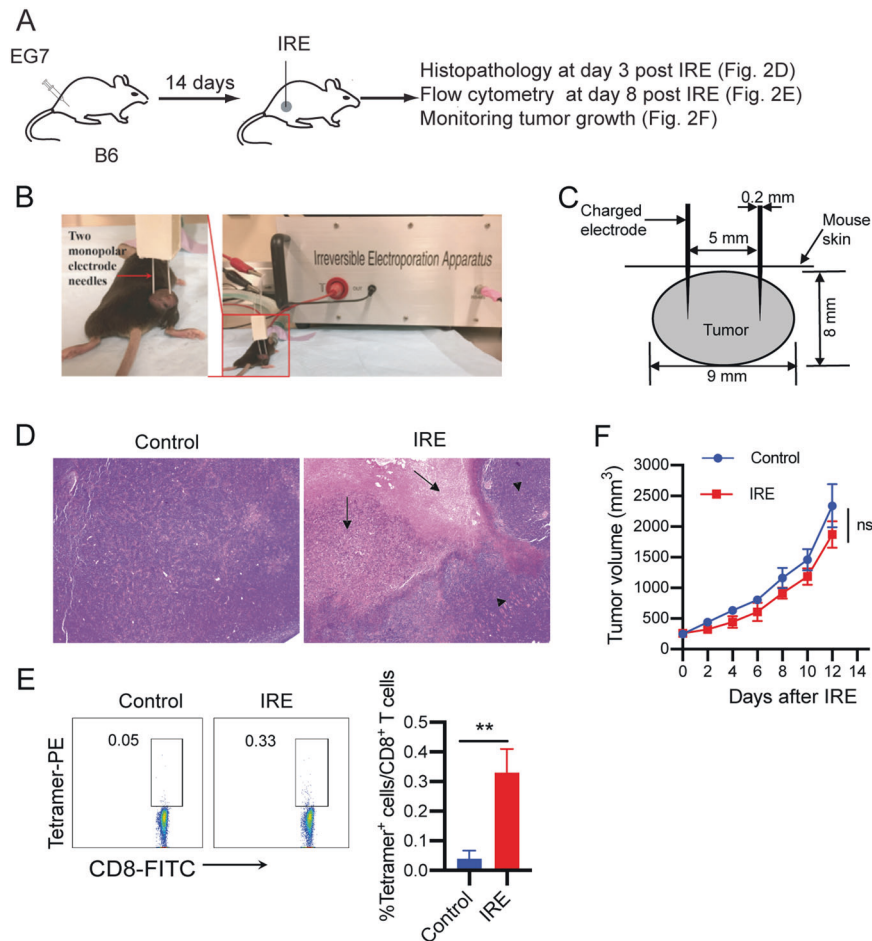 A
EG7
14 days
IRE
B6
Histopathology at day 3 post IRE (Fig. 2D)
Flow cytometry at day 8 post IRE (Fig. 2E)
Monitoring tumor growth (Fig. 2F)
B
Two
monopolar
electrode
needles
Irreversible Electroporation Apparatus
OUT
C
Charged
electrode
0.2 mm
5 mm
Mouse
skin
Tumor
8 mm
9 mm
D
Control
IRE
E
Control
IRE
Tetramer-PE
0.05
0.33
CD8-FITC
%Tetramer⁺ cells/CD8⁺ T cells
0.5
0.4
0.3
0.2
0.1
0.0
**
Control
IRE
F
Control
IRE
Tumor volume (mm³)
3000
2500
2000
1500
1000
500
0
ns
0 2 4 6 8 10 12 14
Days after IRE